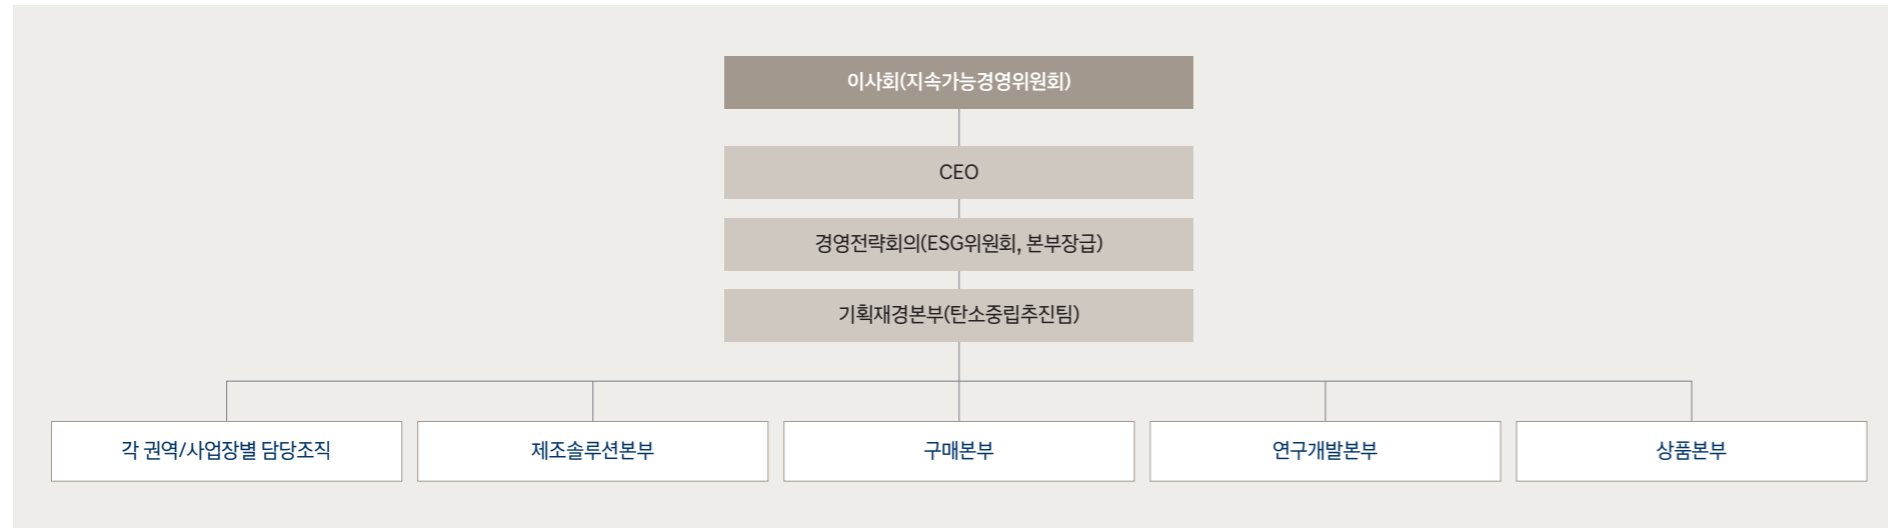 이사회(지속가능경영위원회)
CEO
경영전략회의(ESG위원회, 본부장급)
기획재경본부(탄소중립추진팀)
각 권역/사업장별 담당조직
제조솔루션본부
구매본부
연구개발본부
상품본부